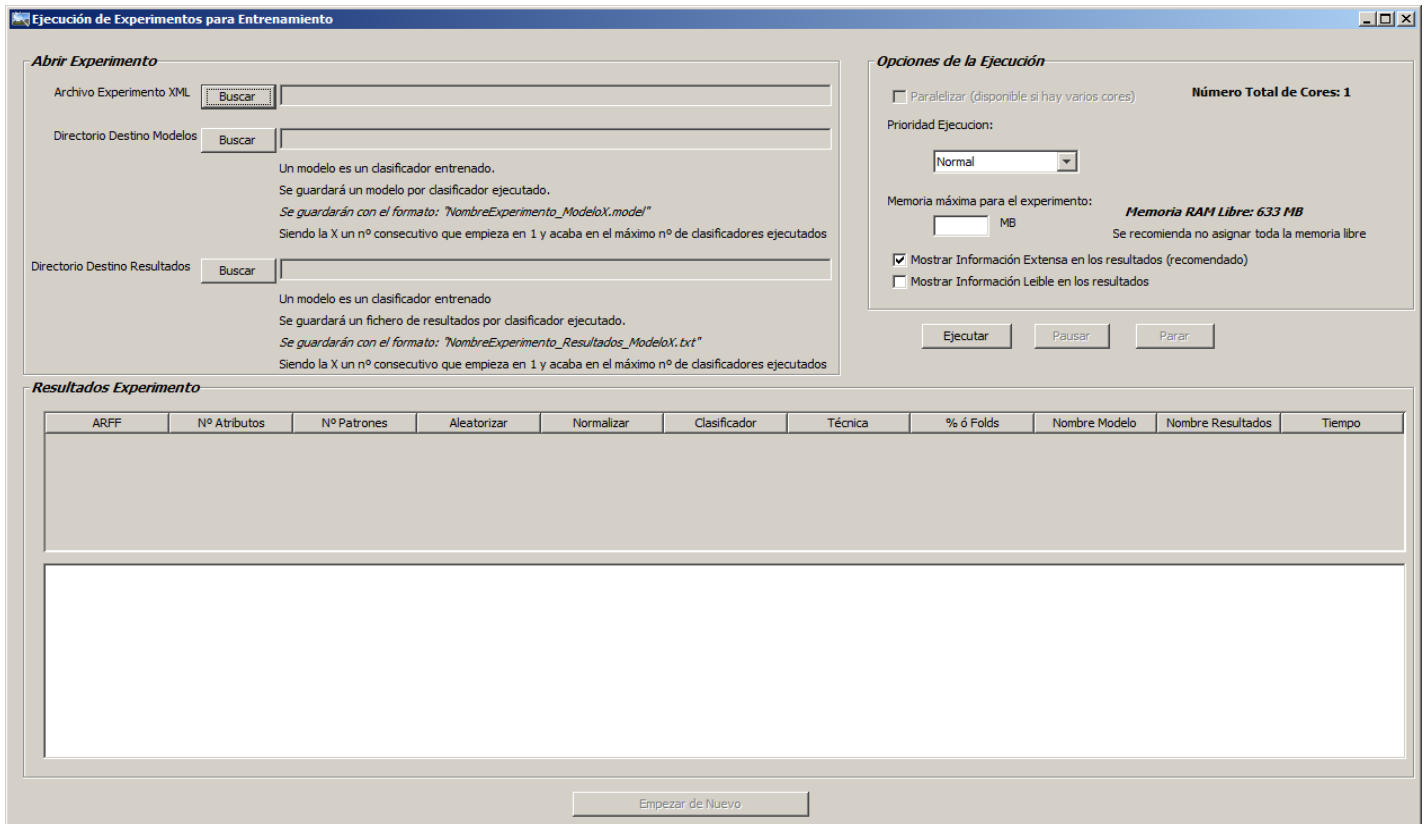 Ejecución de Experimentos para Entrenamiento
Abrir Experimento
Archivo Experimento XML Buscar
Directorio Destino Modelos Buscar
Un modelo es un clasificador entrenado.
Se guardará un modelo por clasificador ejecutado.
Se guardarán con el formato: "NombreExperimento_ModeloX.model"
Siendo la X un nº consecutivo que empieza en 1 y acaba en el máximo nº de clasificadores ejecutados
Directorio Destino Resultados Buscar
Un modelo es un clasificador entrenado
Se guardará un fichero de resultados por clasificador ejecutado.
Se guardarán con el formato: "NombreExperimento_Resultados_ModeloX.txt"
Siendo la X un nº consecutivo que empieza en 1 y acaba en el máximo nº de clasificadores ejecutados
Opciones de la Ejecución
Paralelizar (disponible si hay varios cores) Número Total de Cores: 1
Prioridad Ejecucion:
Normal
Memoria máxima para el experimento:
MB Memoria RAM Libre: 633 MB
Se recomienda no asignar toda la memoria libre
Mostrar Información Extensa en los resultados (recomendado)
Mostrar Información Leible en los resultados
Ejecutar Pausar Parar
Resultados Experimento
ARFF Nº Atributos Nº Patrones Aleatorizar Normalizar Clasificador Técnica % ó Folds Nombre Modelo Nombre Resultados Tiempo
Empezar de Nuevo